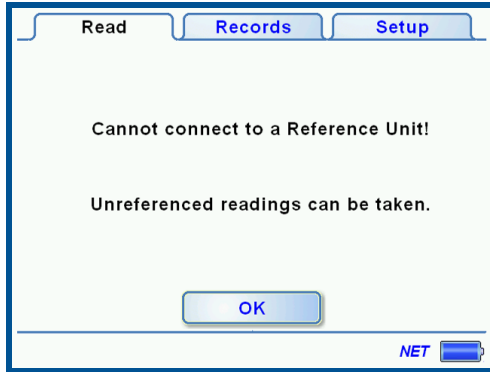 Read Records Setup
Cannot connect to a Reference Unit!
Unreferenced readings can be taken.
OK
NET